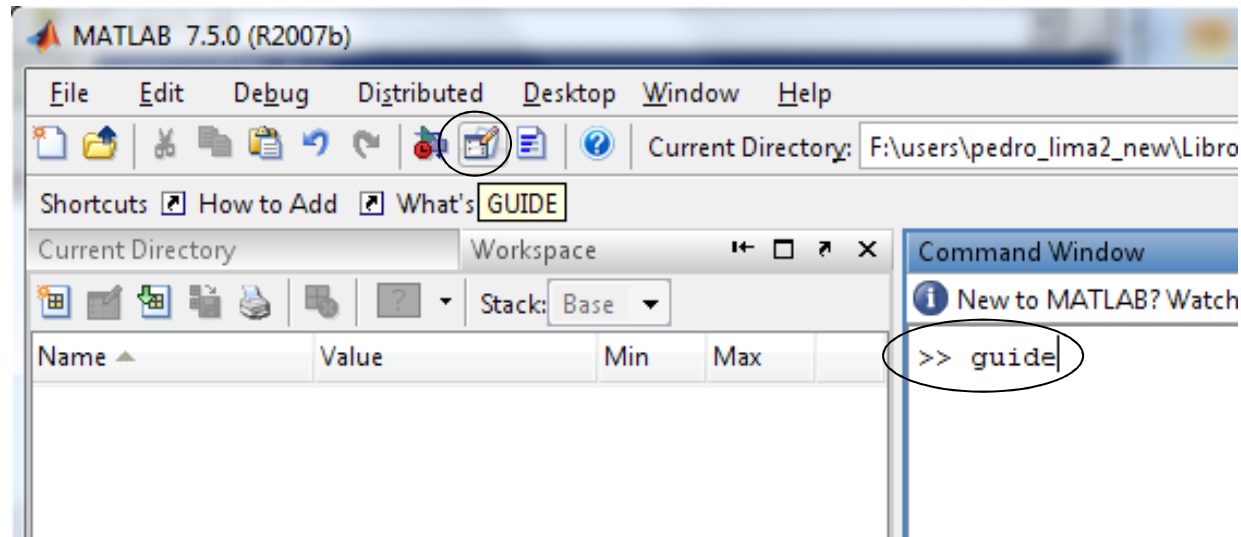 MATLAB 7.5.0 (R2007b)
File Edit Debug Distributed Desktop Window Help
Current Directory: F:\users\pedro_lima2_new\Libro
Shortcuts How to Add What's GUIDE
Current Directory Workspace Command Window
? Stack: Base New to MATLAB? Watch
Name Value Min Max >> guide